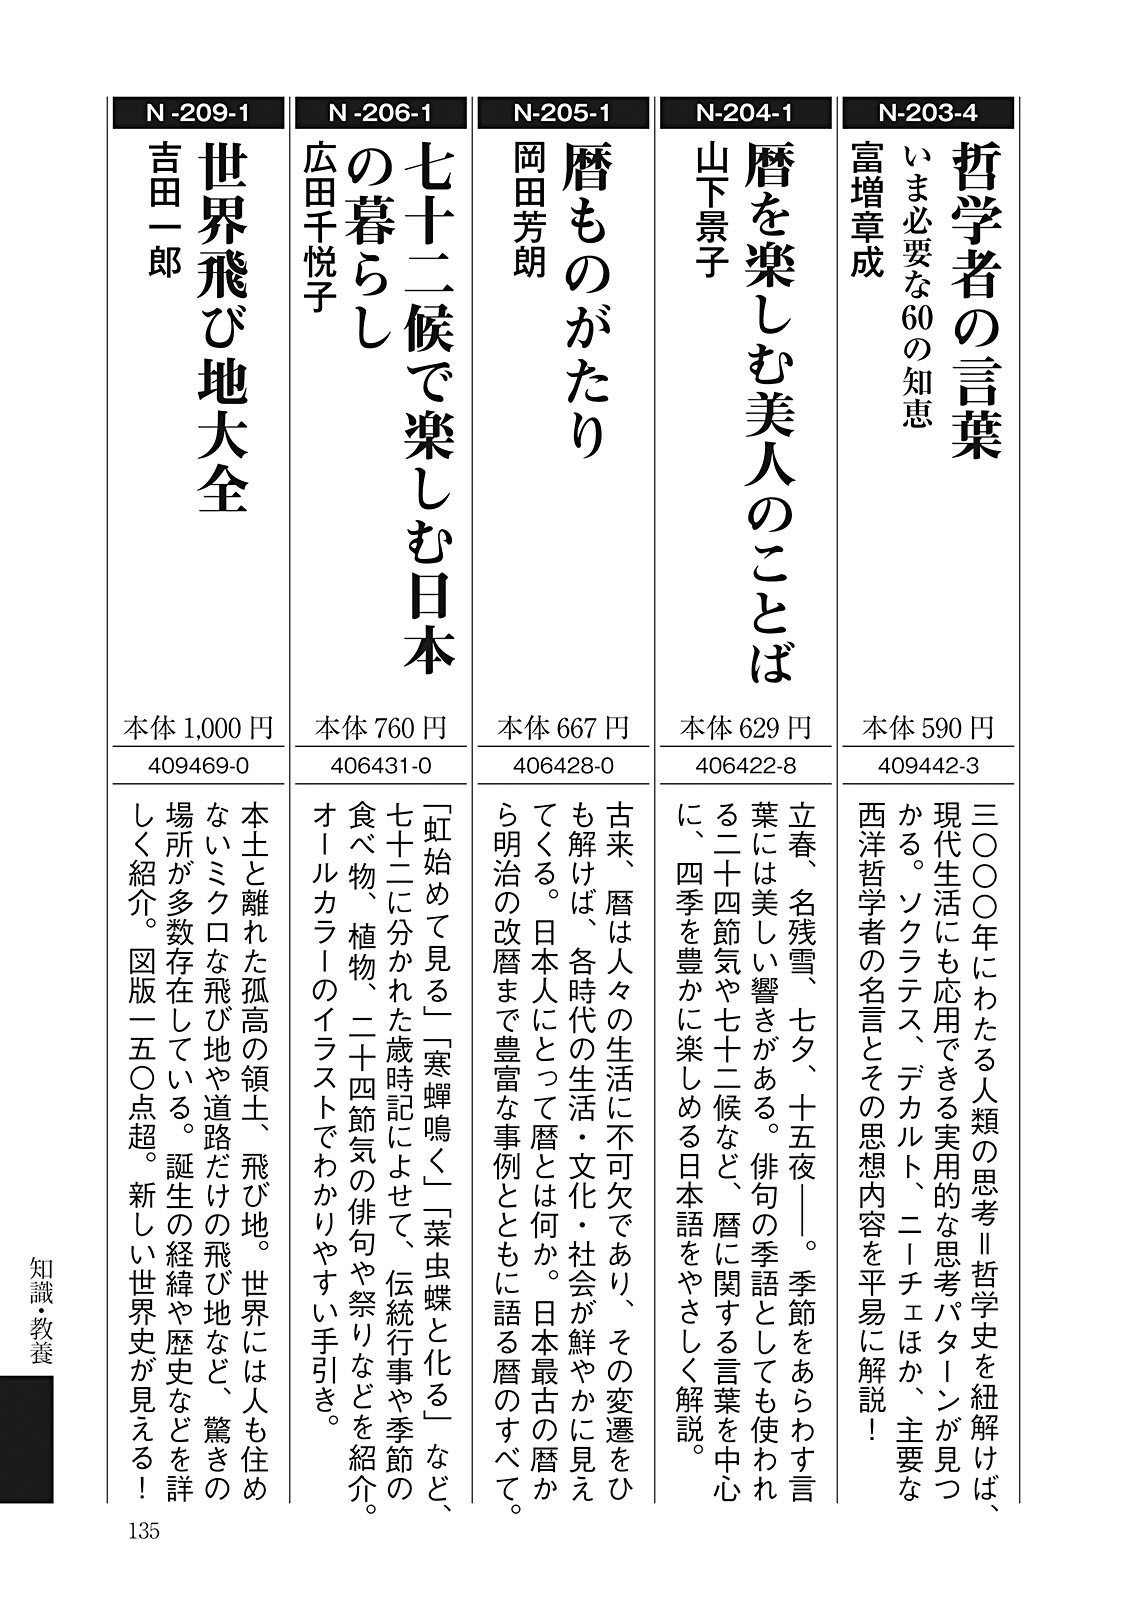 N-203-4
哲学者の言葉
いま必要な60の知恵
富増章成
本体 590 円
409442-3
三〇〇〇年にわたる人類の思考＝哲学史を紐解けば、
現代生活にも応用できる実用的な思考パターンが見つ
かる。ソクラテス、デカルト、ニーチェほか、主要な
西洋哲学者の名言とその思想内容を平易に解説！
N-204-1
暦を楽しむ美人のことば
山下景子
本体 629 円
406422-8
立春、名残雪、七夕、十五夜――。季節をあらわす言
葉には美しい響きがある。俳句の季語としても使われ
る二十四節気や七十二候など、暦に関する言葉を中心
に、四季を豊かに楽しめる日本語をやさしく解説。
N-205-1
暦ものがたり
岡田芳朗
本体 667 円
406428-0
古来、暦は人々の生活に不可欠であり、その変遷をひ
も解けば、各時代の生活・文化・社会が鮮やかに見え
てくる。日本人にとって暦とは何か。日本最古の暦か
ら明治の改暦まで豊富な事例とともに語る暦のすべて。
N-206-1
七十二候で楽しむ日本
の暮らし
広田千悦子
本体 760 円
406431-0
「虹始めて見る」「寒蟬鳴く」「菜虫蝶と化る」など、
七十二に分かれた歳時記によせて、伝統行事や季節の
食べ物、植物、二十四節気の俳句や祭りなどを紹介。
オールカラーのイラストでわかりやすい手引き。
N-209-1
世界飛び地大全
吉田一郎
本体 1,000 円
409469-0
本土と離れた孤高の領土、飛び地。世界には人も住め
ないミクロな飛び地や道路だけの飛び地など、驚きの
場所が多数存在している。誕生の経緯や歴史などを詳
しく紹介。図版一五〇点超。新しい世界史が見える！
知識・教養
135